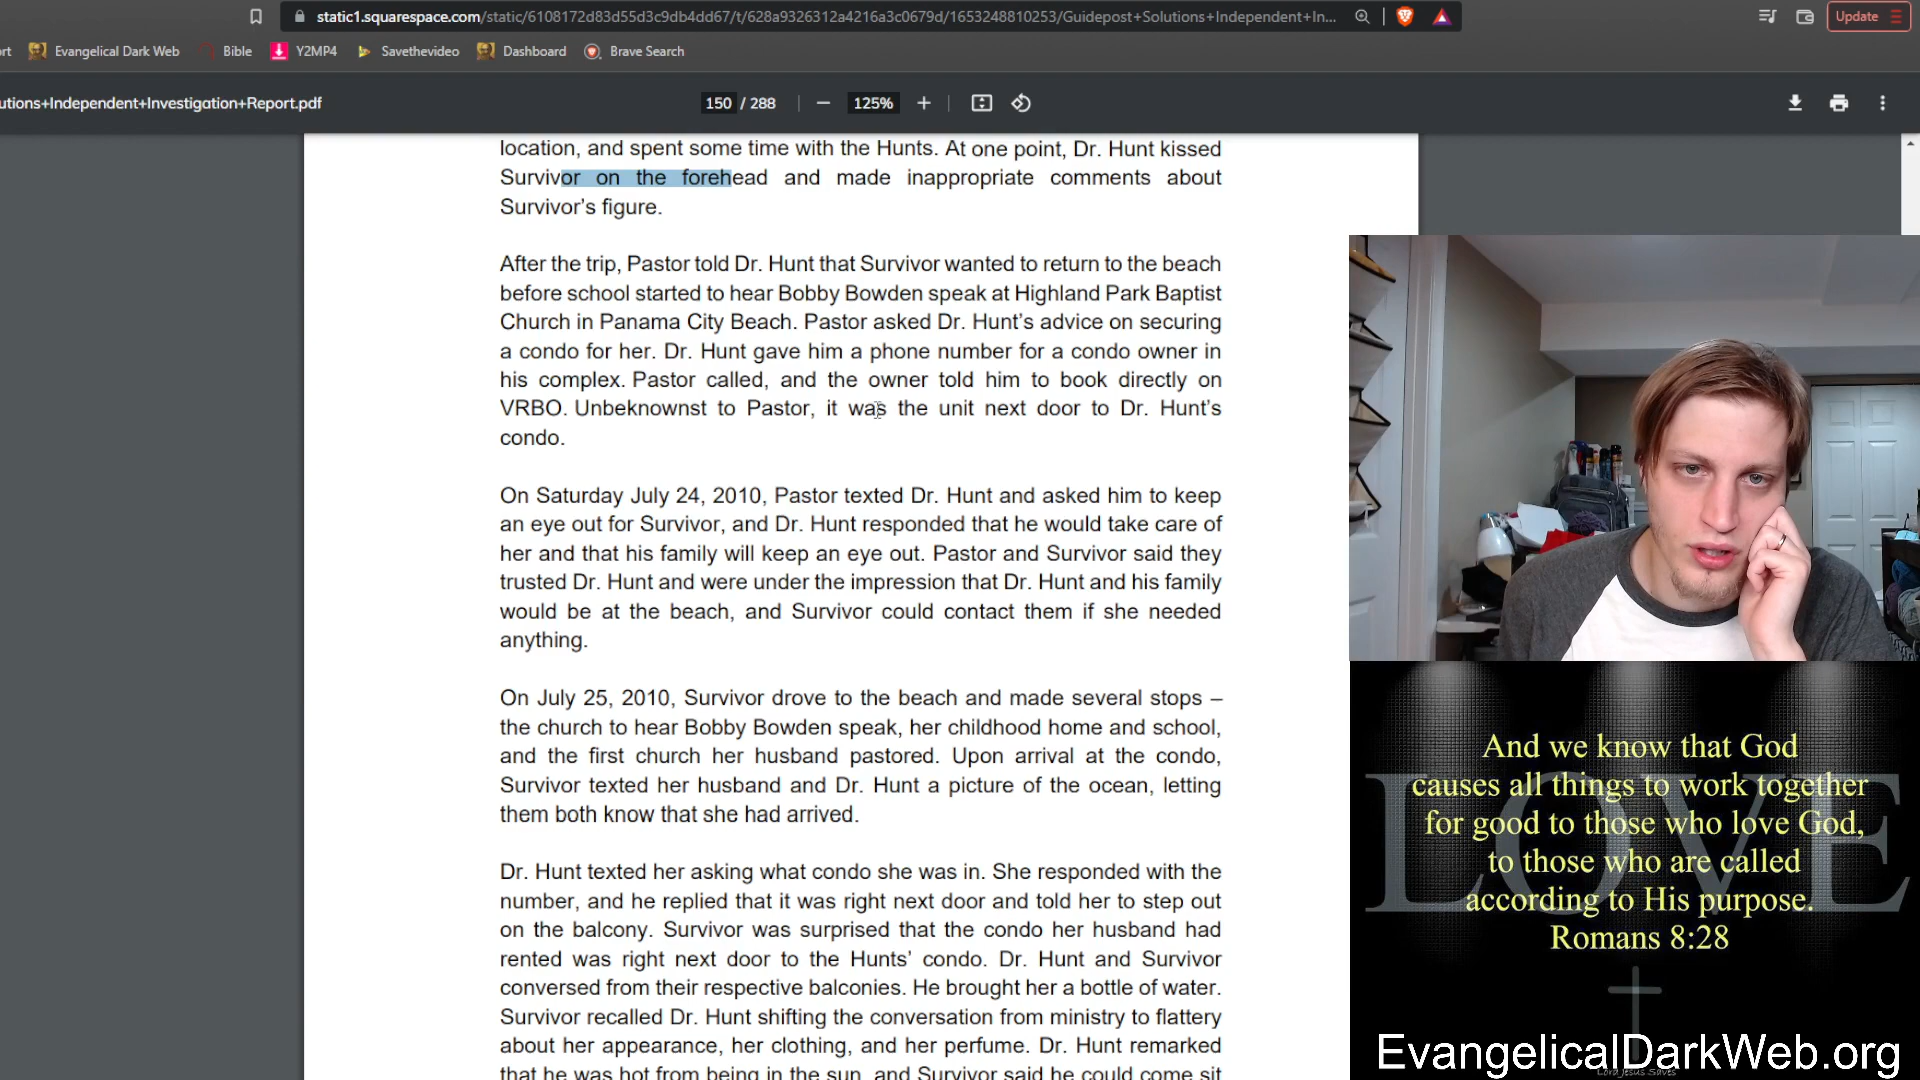 static1.squarespace.com/static/6108172d83d55d3c9db4dd67/t/628a9326312a4216a3c0679d/1653248810253/Guidepost+Solutions+Independent+In...
Update
rt
Evangelical Dark Web
Bible
Y2MP4
Savethevideo
Dashboard
Brave Search
utions+Independent+Investigation+Report.pdf
150 / 288
125%
location, and spent some time with the Hunts. At one point, Dr. Hunt kissed
Survivor on the forehead and made inappropriate comments about
Survivor’s figure.
After the trip, Pastor told Dr. Hunt that Survivor wanted to return to the beach
before school started to hear Bobby Bowden speak at Highland Park Baptist
Church in Panama City Beach. Pastor asked Dr. Hunt’s advice on securing
a condo for her. Dr. Hunt gave him a phone number for a condo owner in
his complex. Pastor called, and the owner told him to book directly on
VRBO. Unbeknownst to Pastor, it was the unit next door to Dr. Hunt’s
condo.
On Saturday July 24, 2010, Pastor texted Dr. Hunt and asked him to keep
an eye out for Survivor, and Dr. Hunt responded that he would take care of
her and that his family will keep an eye out. Pastor and Survivor said they
trusted Dr. Hunt and were under the impression that Dr. Hunt and his family
would be at the beach, and Survivor could contact them if she needed
anything.
On July 25, 2010, Survivor drove to the beach and made several stops –
the church to hear Bobby Bowden speak, her childhood home and school,
and the first church her husband pastored. Upon arrival at the condo,
Survivor texted her husband and Dr. Hunt a picture of the ocean, letting
them both know that she had arrived.
Dr. Hunt texted her asking what condo she was in. She responded with the
number, and he replied that it was right next door and told her to step out
on the balcony. Survivor was surprised that the condo her husband had
rented was right next door to the Hunts’ condo. Dr. Hunt and Survivor
conversed from their respective balconies. He brought her a bottle of water.
Survivor recalled Dr. Hunt shifting the conversation from ministry to flattery
about her appearance, her clothing, and her perfume. Dr. Hunt remarked
that he was hot from being in the sun, and Survivor said he could come sit
LOVE
And we know that God
causes all things to work together
for good to those who love God,
to those who are called
according to His purpose.
Romans 8:28
EvangelicalDarkWeb.org
Lord Jesus Saves